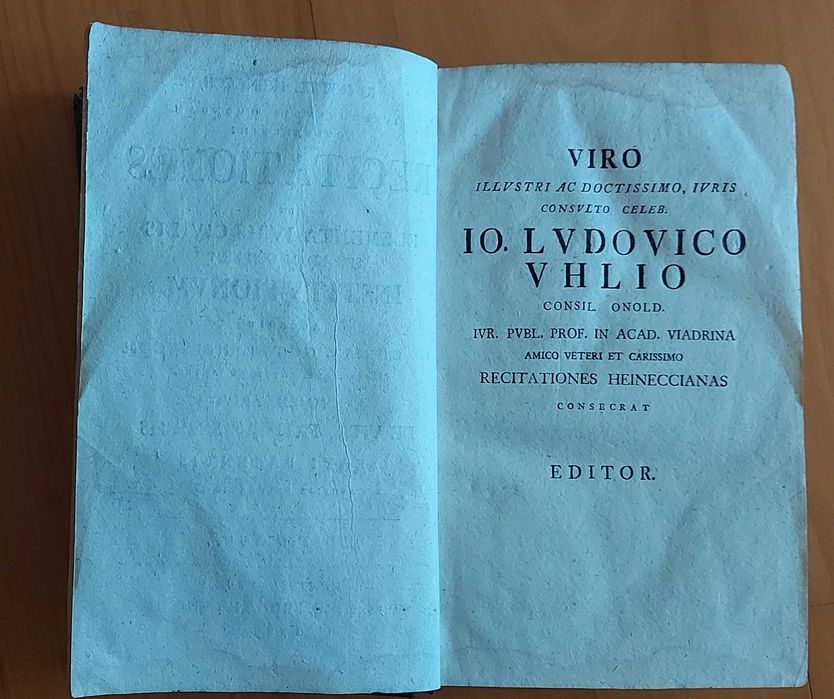 VIRO
ILLVSTRI AC DOCTISSIMO, IVRIS
CONSVLTO CELEB.
IO. LVDOVICO
VHLIO
CONSIL. ONOLD.
IVR. PVBL. PROF. IN ACAD. VIADRINA
AMICO VETERI ET CARISSIMO
RECITATIONES HEINECCIANAS
CONSECRAT
EDITOR.